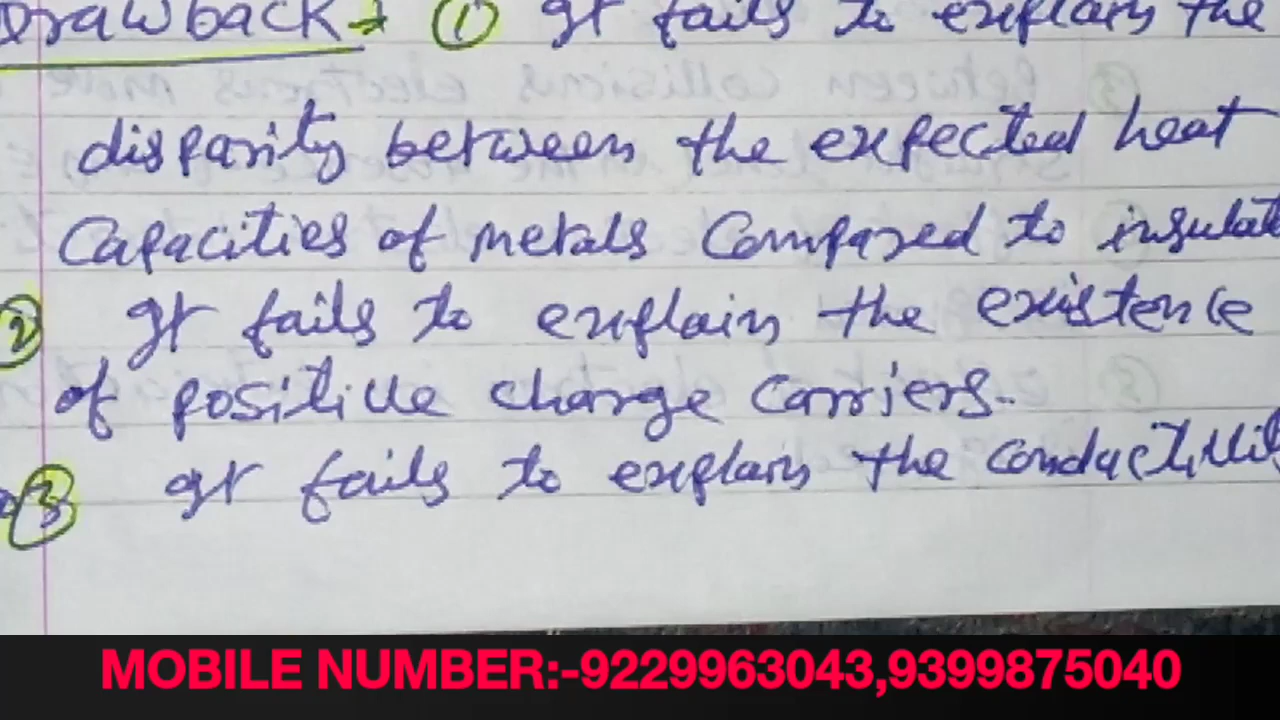 Drawback → ① It fails to explain the
disparity between the expected heat
Capacities of metals Compared to insulat
② It fails to explain the existence
of positive charge carriers.
③ It fails to explain the conductivi
MOBILE NUMBER:-9229963043,9399875040